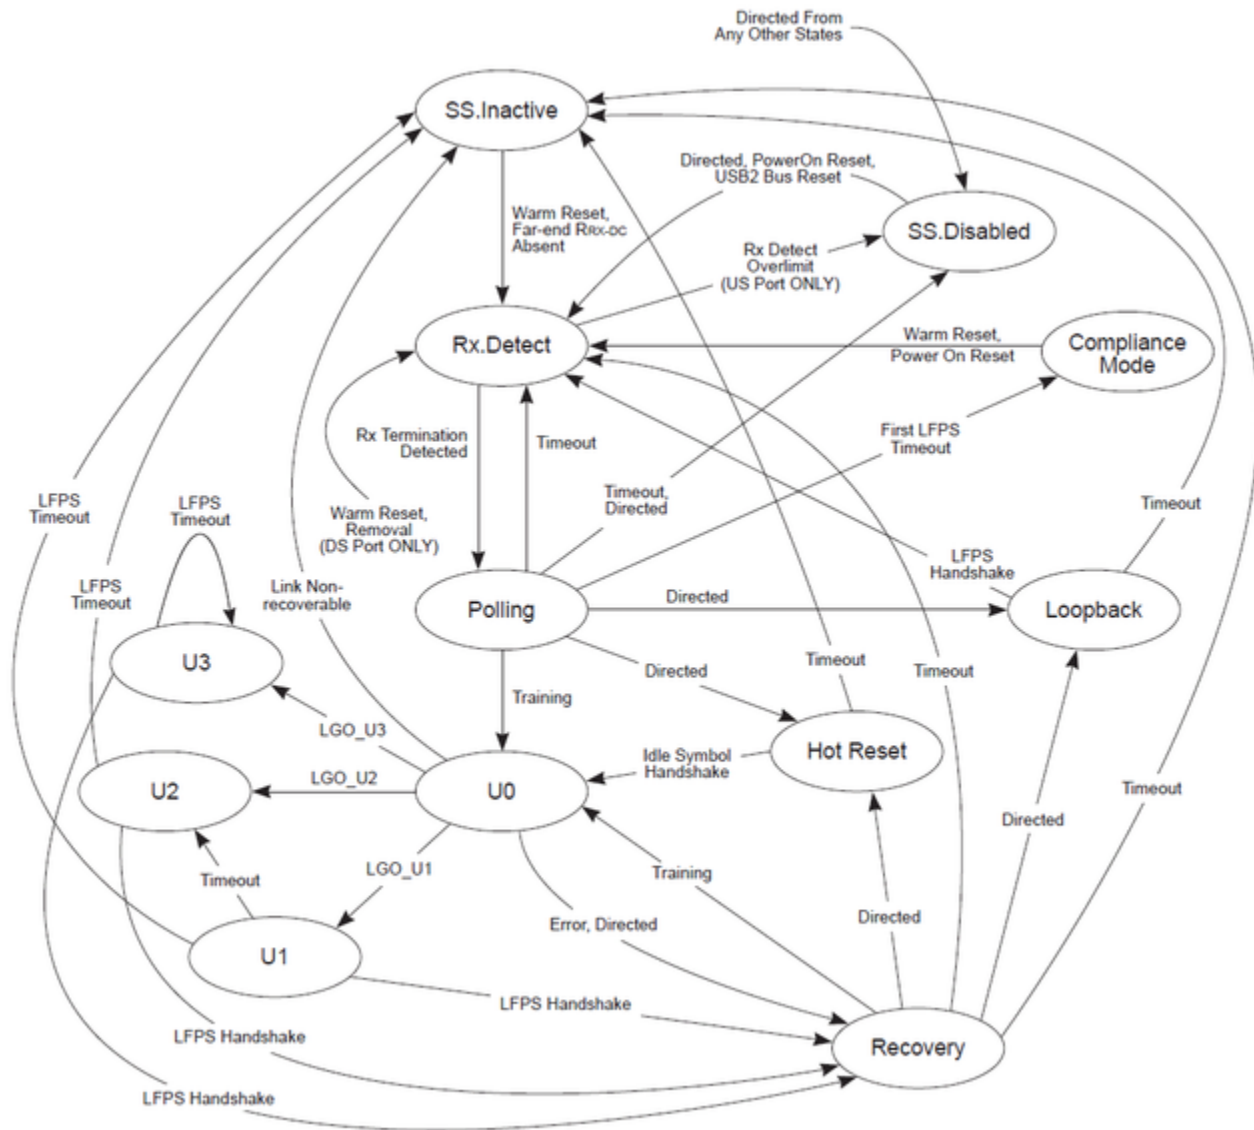 Directed From
Any Other States
SS.Inactive
Directed, PowerOn Reset,
USB2 Bus Reset
Warm Reset,
Far-end RRX-DC
Absent
SS.Disabled
Rx Detect
Overlimit
(US Port ONLY)
Rx.Detect
Warm Reset,
Power On Reset
Compliance
Mode
Rx Termination
Detected
Timeout
First LFPS
Timeout
LFPS
Timeout
LFPS
Timeout
Warm Reset,
Removal
(DS Port ONLY)
Timeout,
Directed
Timeout
LFPS
Timeout
Link Non-
recoverable
LFPS
Handshake
Polling
Directed
Loopback
U3
Directed
Timeout
Timeout
Training
LGO_U3
Idle Symbol
Handshake
Hot Reset
U2
LGO_U2
U0
Timeout
Directed
LGO_U1
Timeout
Training
Error, Directed
Directed
U1
LFPS Handshake
LFPS Handshake
Recovery
LFPS Handshake